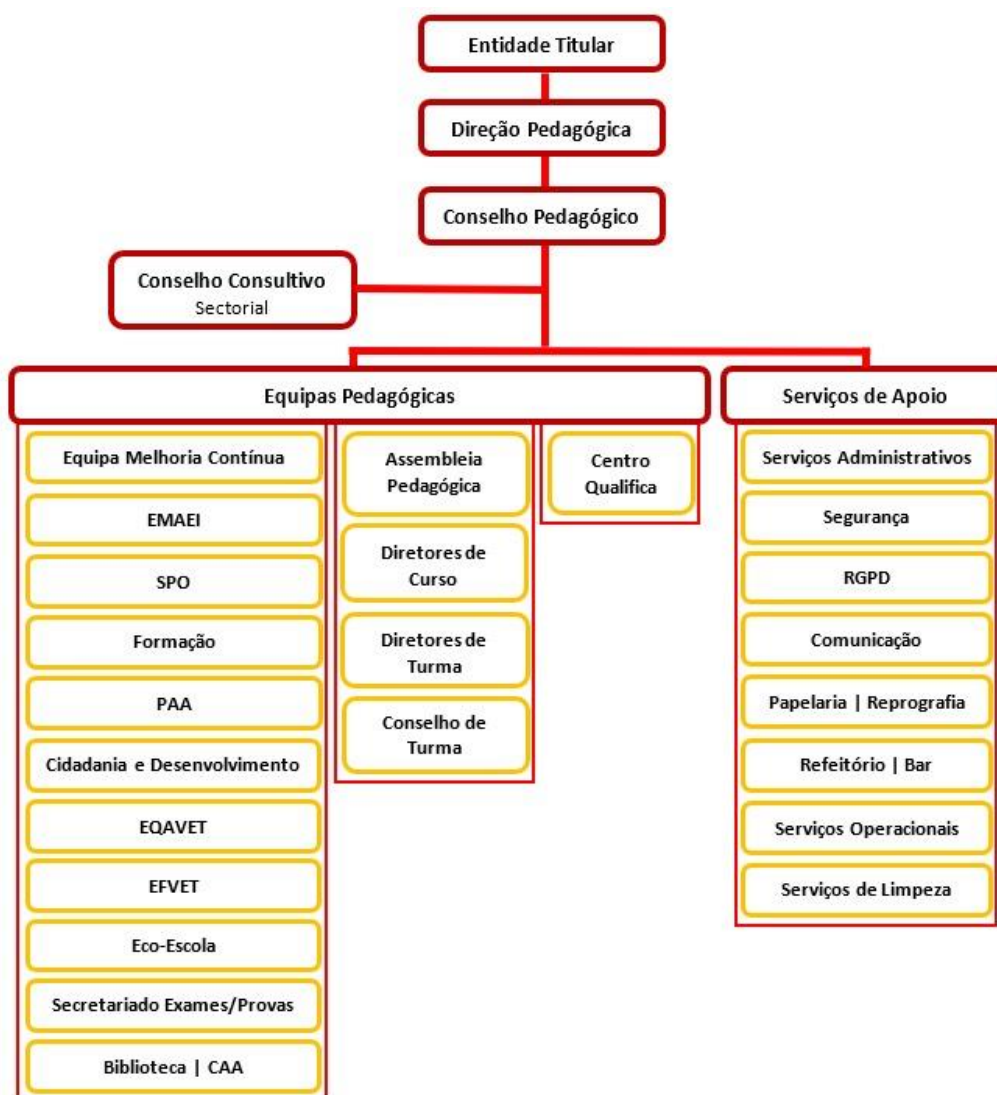 Entidade Titular
Direção Pedagógica
Conselho Pedagógico
Conselho Consultivo
Sectorial
Equipas Pedagógicas
Equipa Melhoria Contínua
EMAEI
SPO
Formação
PAA
Cidadania e Desenvolvimento
EQAVET
EFVET
Eco-Escola
Secretariado Exames/Provas
Biblioteca | CAA
Assembleia
Pedagógica
Diretores de
Curso
Diretores de
Turma
Conselho de
Turma
Centro
Qualifica
Serviços de Apoio
Serviços Administrativos
Segurança
RGPD
Comunicação
Papelaria | Reprografia
Refeitório | Bar
Serviços Operacionais
Serviços de Limpeza